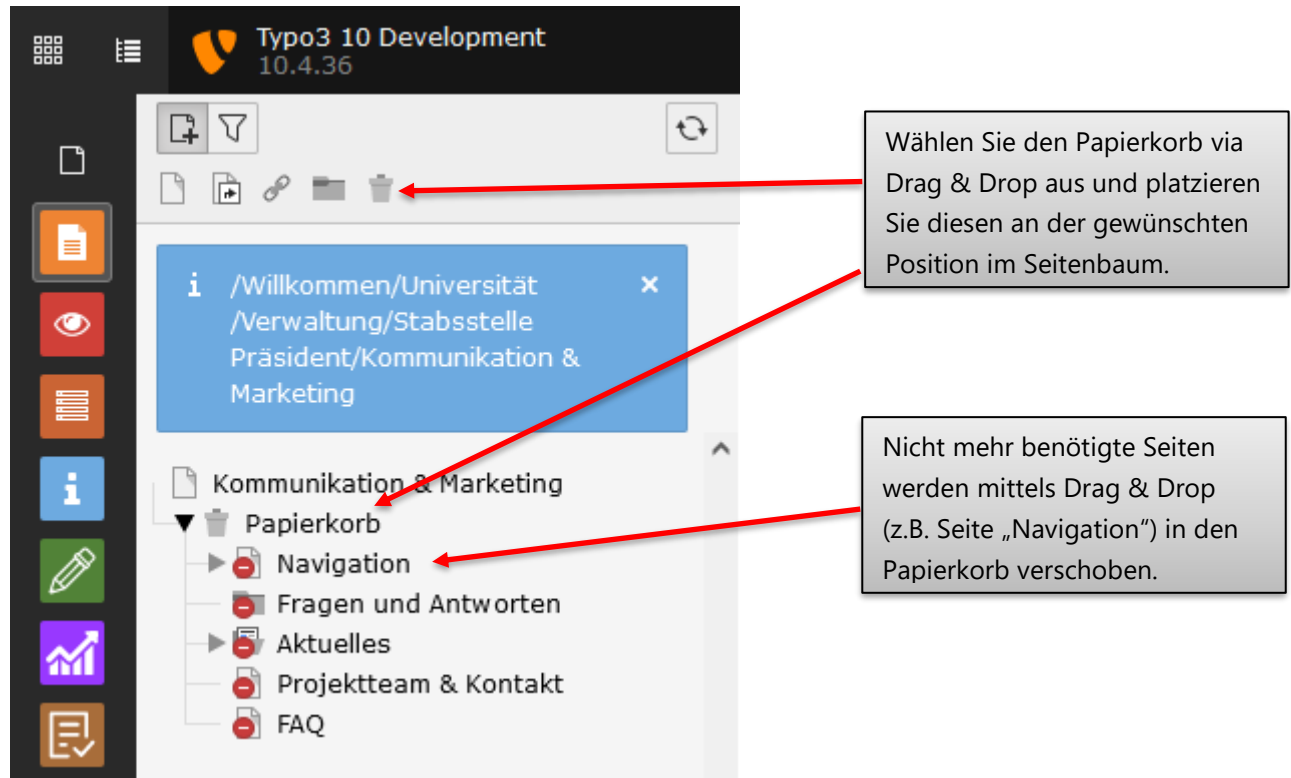 Typo3 10 Development
10.4.36
Wählen Sie den Papierkorb via
Drag & Drop aus und platzieren
Sie diesen an der gewünschten
Position im Seitenbaum.
i /Willkommen/Universität ×
/Verwaltung/Stabsstelle
Präsident/Kommunikation &
Marketing
Nicht mehr benötigte Seiten
werden mittels Drag & Drop
(z.B. Seite „Navigation“) in den
Papierkorb verschoben.
Kommunikation & Marketing
Papierkorb
Navigation
Fragen und Antworten
Aktuelles
Projektteam & Kontakt
FAQ